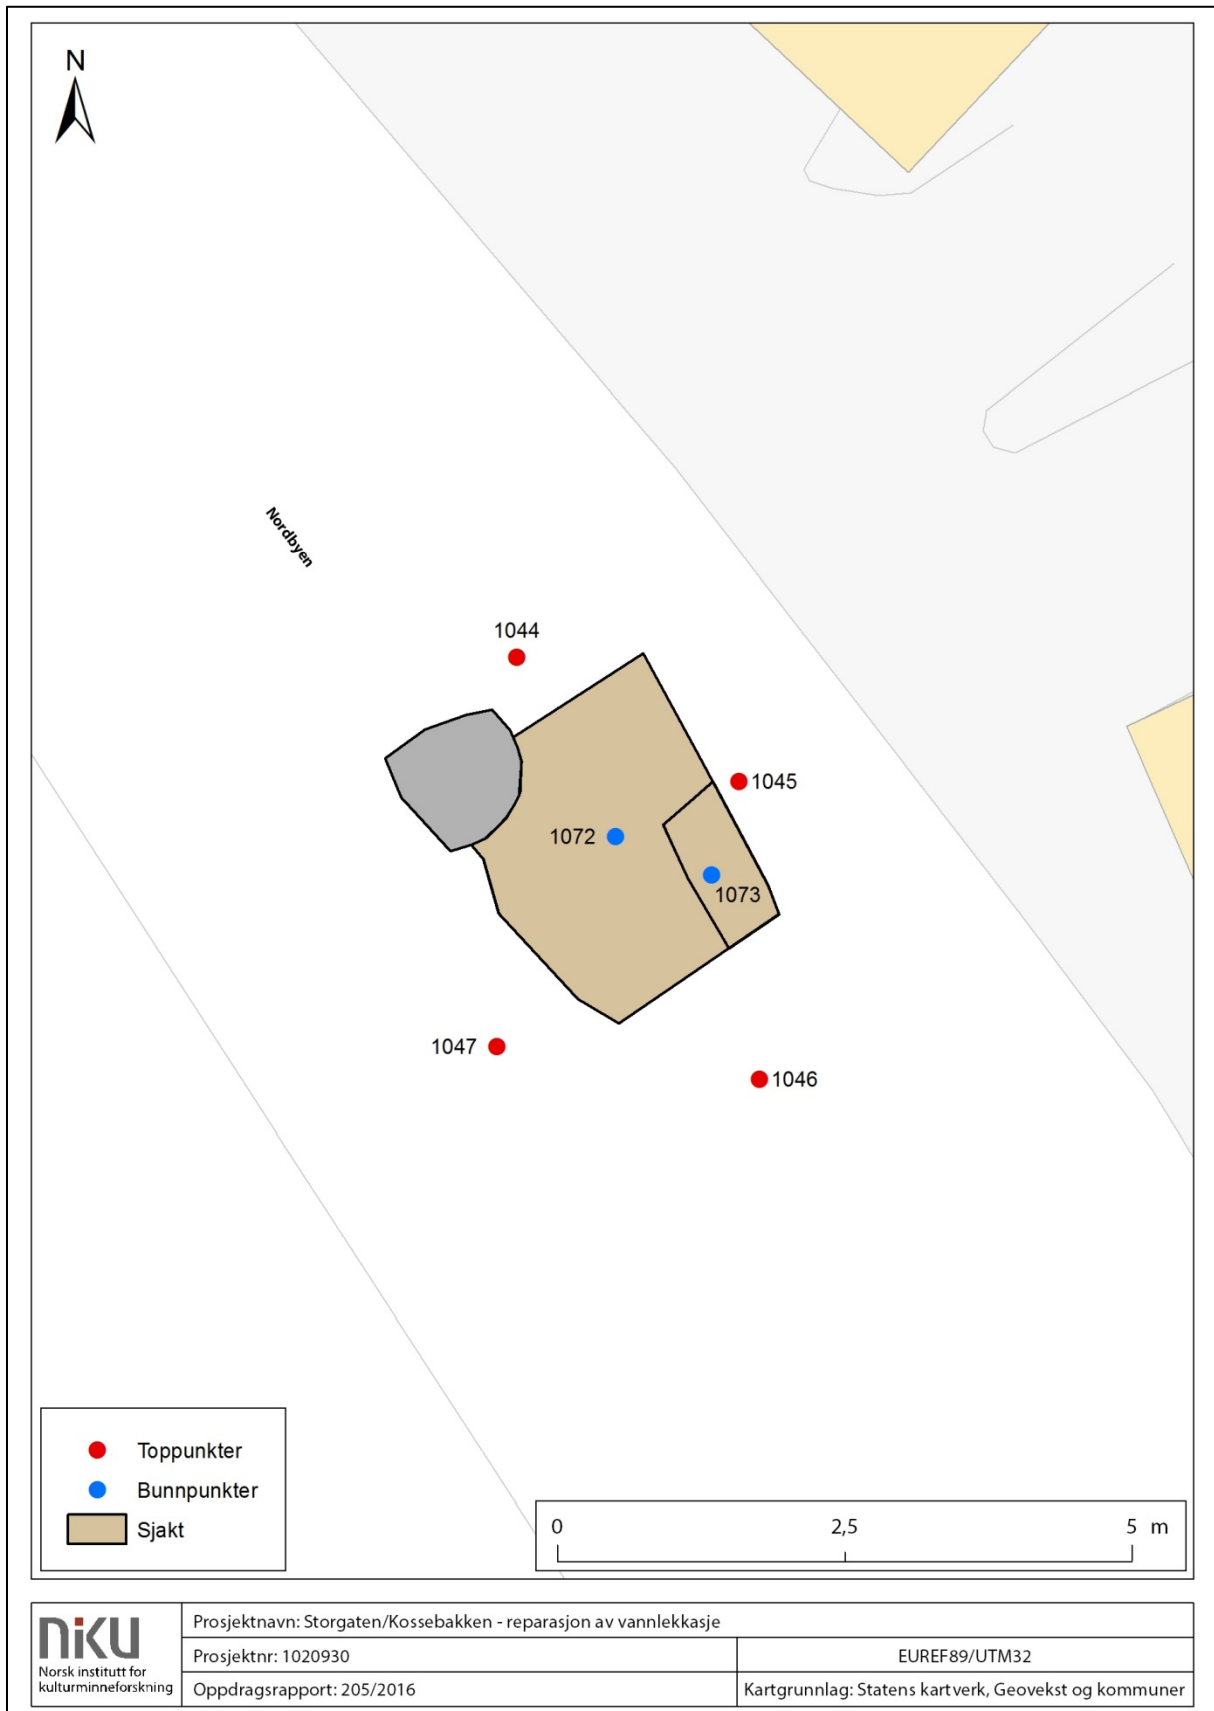 N
Nordbyen
1044
1045
1072
1073
1047
1046
Toppunkter
Bunnpunkter
Sjakt
0 2,5 5 m
niku
Norsk institutt for
kulturminneforskning
Prosjektnavn: Storgaten/Kossebakken - reparasjon av vannlekkasje
Prosjektnr: 1020930
EUREF89/UTM32
Oppdragsrapport: 205/2016
Kartgrunnlag: Statens kartverk, Geovekst og kommuner